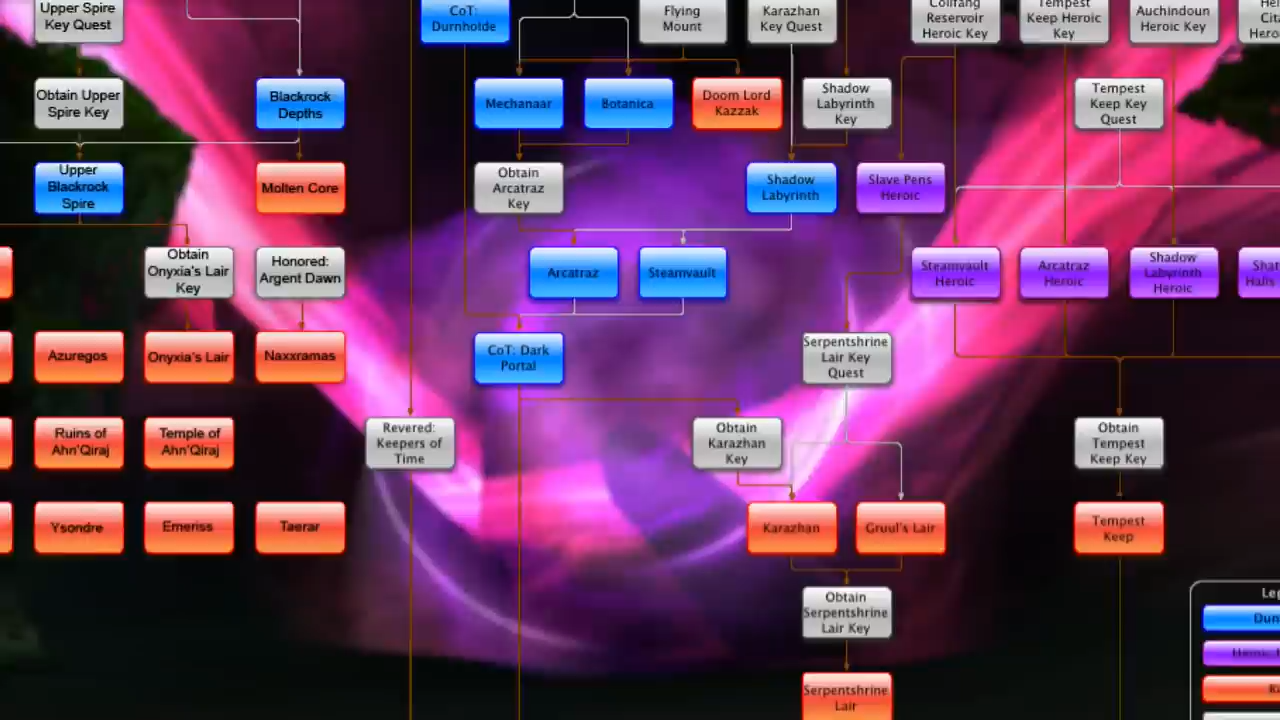 Upper Spire
Key Quest
CoT:
Durnholde
Flying
Mount
Karazhan
Key Quest
Coilfang
Reservoir
Heroic Key
Tempest
Keep Heroic
Key
Auchindoun
Heroic Key
Obtain Upper
Spire Key
Blackrock
Depths
Mechanaar
Botanica
Doom Lord
Kazzak
Shadow
Labyrinth
Key
Tempest
Keep Key
Quest
Upper
Blackrock
Spire
Molten Core
Obtain
Arcatraz
Key
Shadow
Labyrinth
Slave Pens
Heroic
Obtain
Onyxia's Lair
Key
Honored:
Argent Dawn
Arcatraz
Steamvault
Steamvault
Heroic
Arcatraz
Heroic
Shadow
Labyrinth
Heroic
Shat
Halls
Azuregos
Onyxia's Lair
Naxxramas
CoT: Dark
Portal
Serpentshrine
Lair Key
Quest
Ruins of
Ahn'Qiraj
Temple of
Ahn'Qiraj
Revered:
Keepers of
Time
Obtain
Karazhan
Key
Obtain
Tempest
Keep Key
Ysondre
Emeriss
Taerar
Karazhan
Gruul's Lair
Tempest
Keep
Obtain
Serpentshrine
Lair Key
Serpentshrine
Lair
Leg
Dun